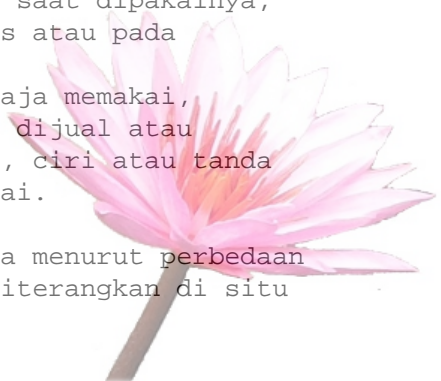 saat dipakainya,
s atau pada
aja memakai,
dijual atau
, ciri atau tanda
ai.
a menurut perbedaan
iterangkan di situ